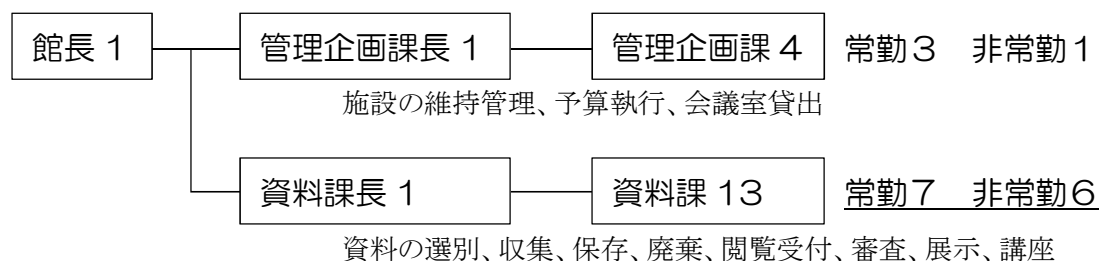 館長 1 管理企画課長 1 管理企画課 4 常勤3 非常勤1
施設の維持管理、予算執行、会議室貸出
資料課長 1 資料課 13 常勤7 非常勤6
資料の選別、収集、保存、廃棄、閲覧受付、審査、展示、講座